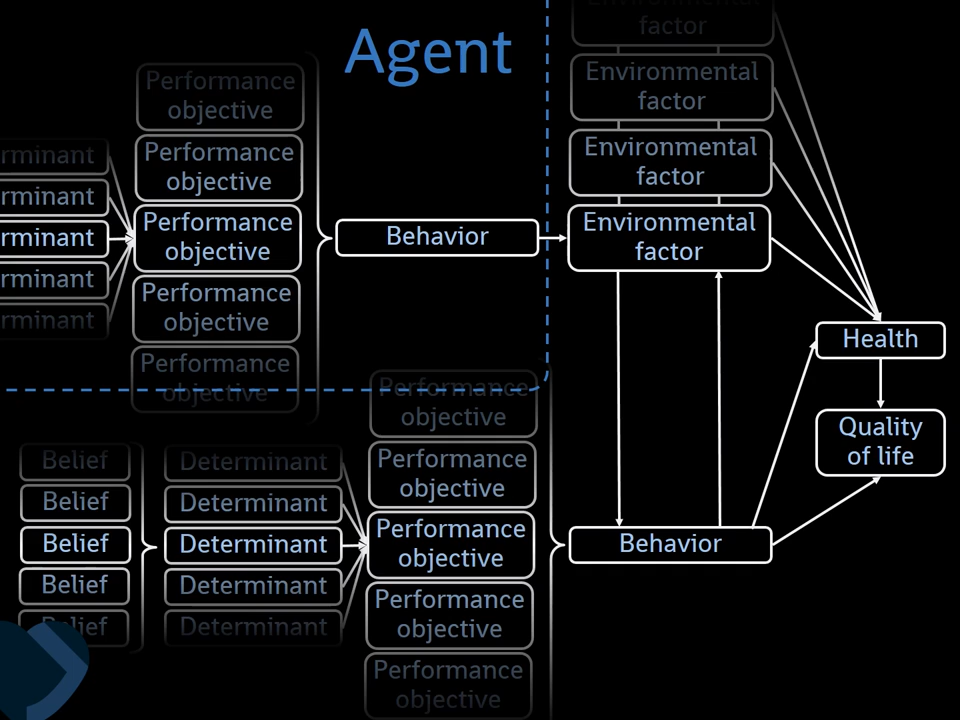 Agent
Environmental
factor
Environmental
factor
Environmental
factor
Environmental
factor
Performance
objective
Performance
objective
Performance
objective
Performance
objective
Performance
objective
rminant
rminant
rminant
rminant
rminant
Behavior
Health
Quality
of life
Performance
objective
Performance
objective
Performance
objective
Performance
objective
Performance
objective
Belief
Belief
Belief
Belief
Belief
Determinant
Determinant
Determinant
Determinant
Determinant
Behavior